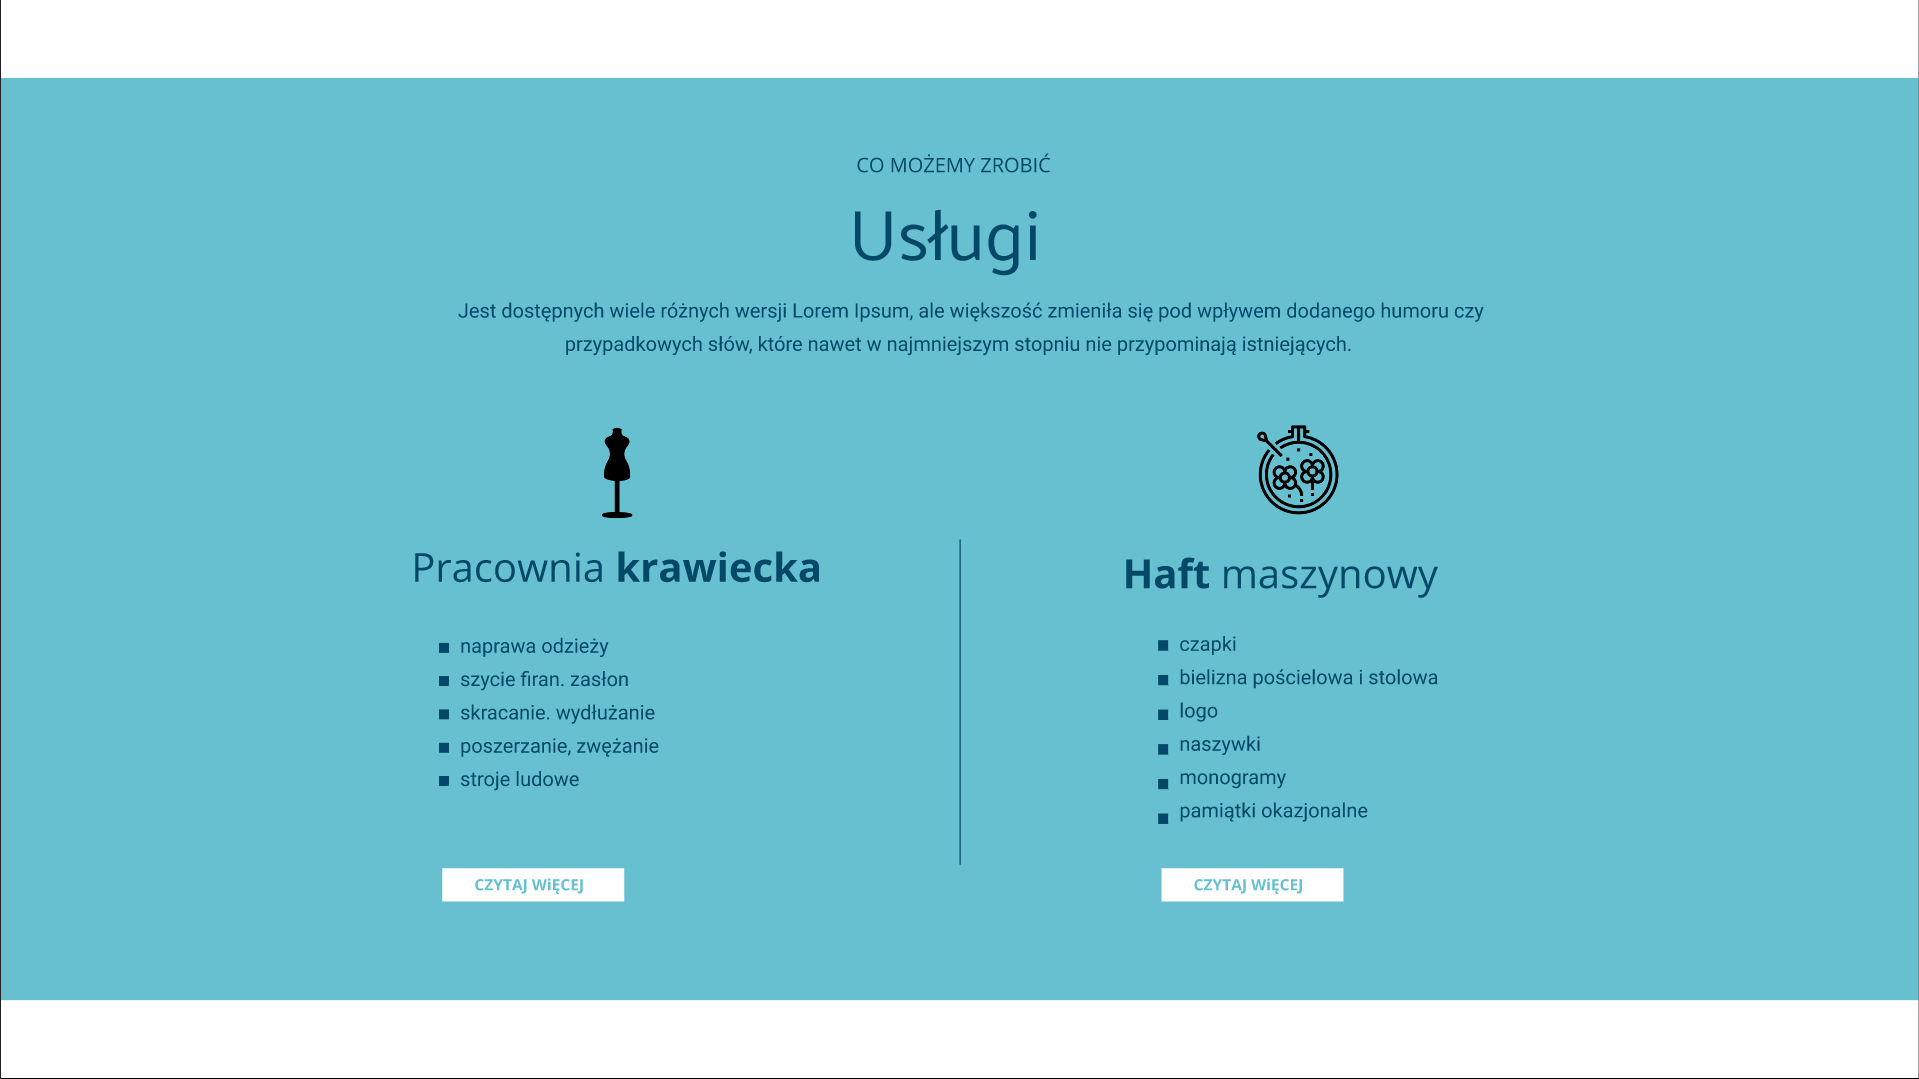 CO MOŻEMY ZROBIĆ
Usługi
Jest dostępnych wiele różnych wersji Lorem Ipsum, ale większość zmieniła się pod wpływem dodanego humoru czy
przypadkowych słów, które nawet w najmniejszym stopniu nie przypominają istniejących.
Pracownia krawiecka
naprawa odzieży
szycie firan. zasłon
skracanie. wydłużanie
poszerzanie, zwężanie
stroje ludowe
CZYTAJ WiĘCEJ
Haft maszynowy
czapki
bielizna pościelowa i stolowa
logo
naszywki
monogramy
pamiątki okazjonalne
CZYTAJ WiĘCEJ